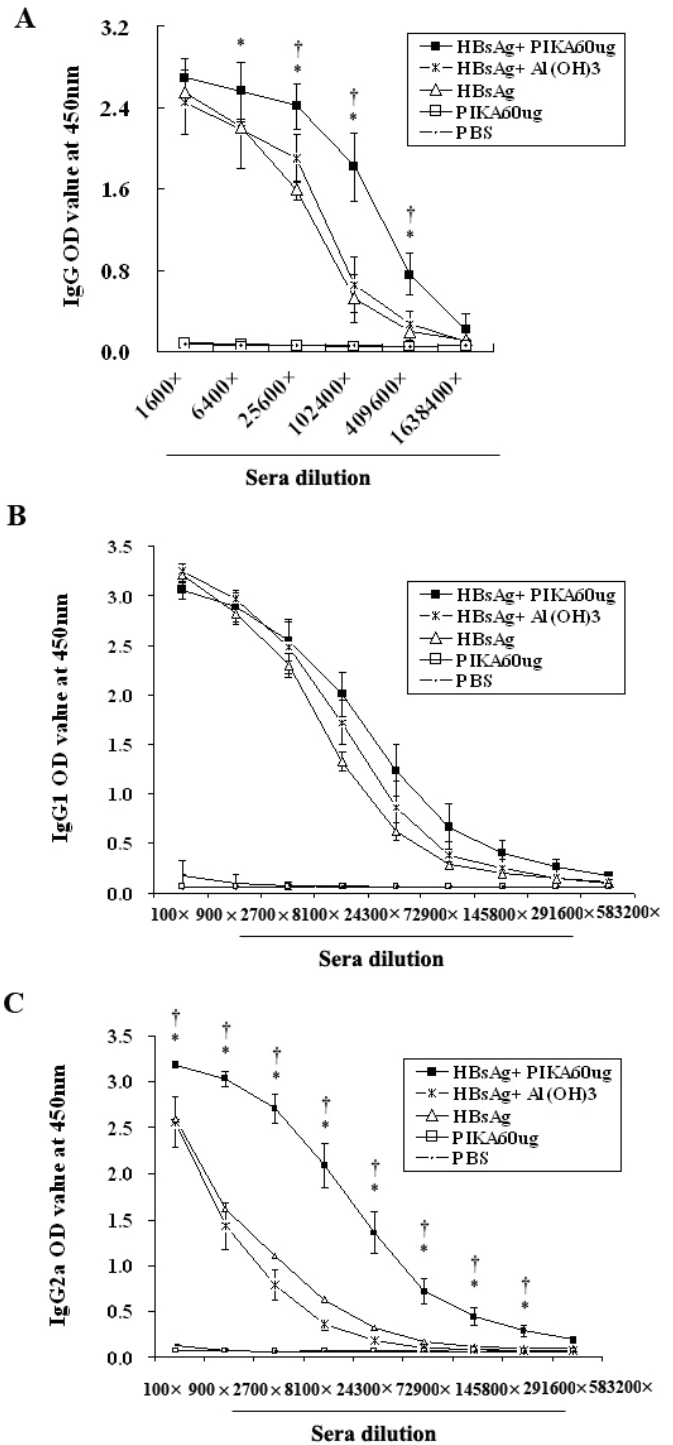 A
IgG OD value at 450nm
3.2
2.4
1.6
0.8
0.0
* † * † * † *
HBsAg+ PIKA60ug
HBsAg+ Al(OH)3
HBsAg
PIKA60ug
PBS
1600× 6400× 25600× 102400× 409600× 1638400×
Sera dilution
B
IgG1 OD value at 450nm
3.5
3.0
2.5
2.0
1.5
1.0
0.5
0.0
HBsAg+ PIKA60ug
HBsAg+ Al(OH)3
HBsAg
PIKA60ug
PBS
100× 900× 2700× 8100× 24300× 72900× 145800× 291600× 583200×
Sera dilution
C
IgG2a OD value at 450nm
3.5
3.0
2.5
2.0
1.5
1.0
0.5
0.0
† * † * † * † * † * † * † * † *
HBsAg+ PIKA60ug
HBsAg+ Al(OH)3
HBsAg
PIKA60ug
PBS
100× 900× 2700× 8100× 24300× 72900× 145800× 291600× 583200×
Sera dilution